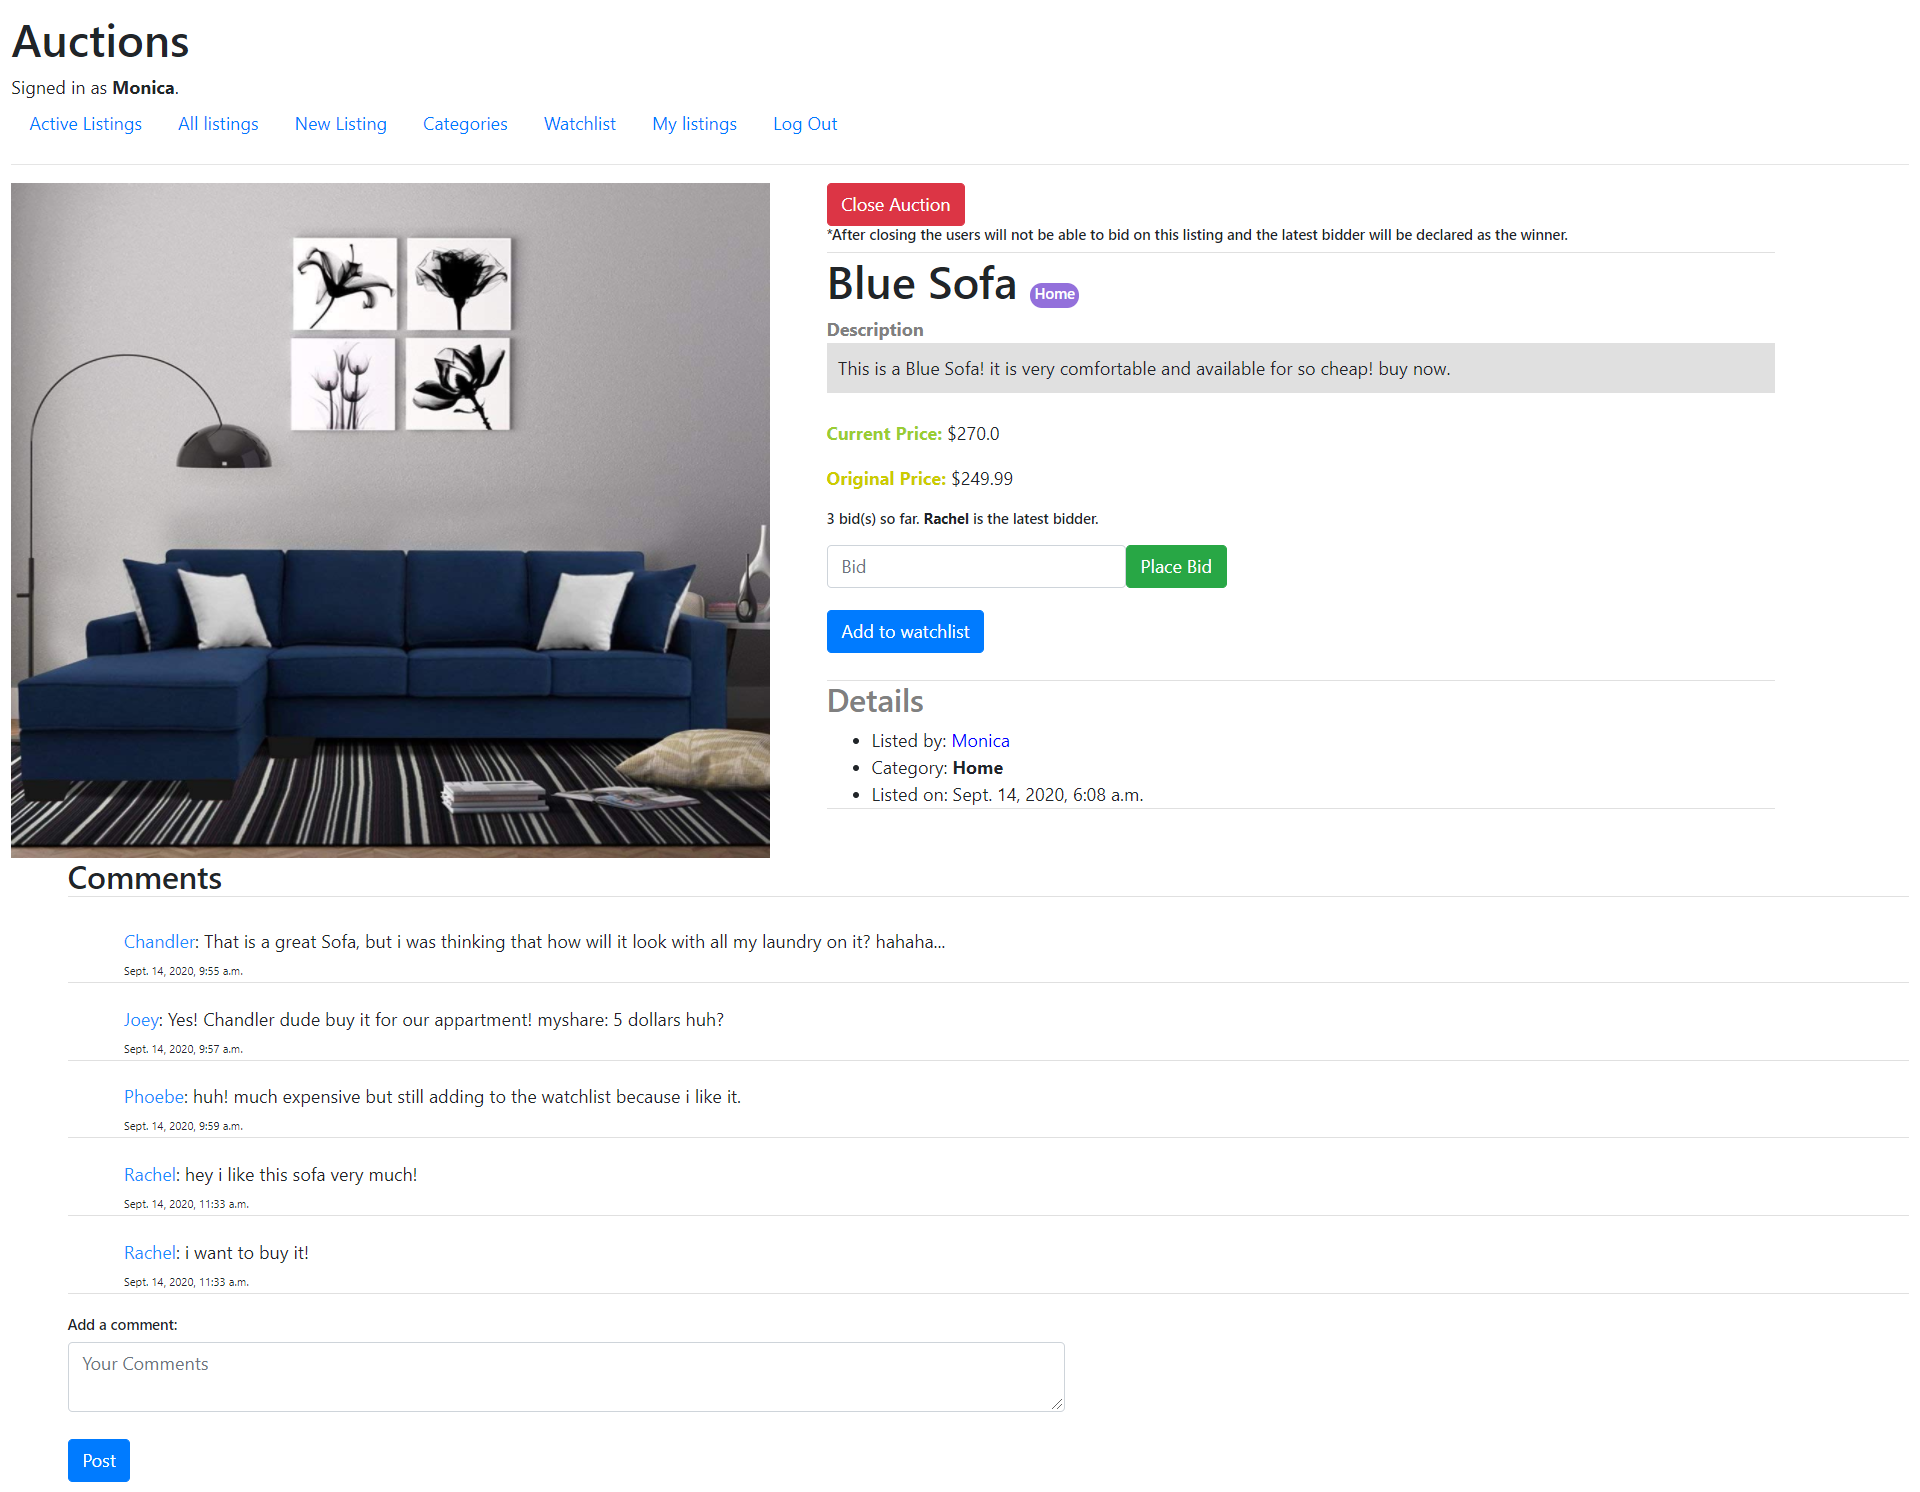 Auctions
Signed in as Monica.
Active Listings All listings New Listing Categories Watchlist My listings Log Out
Close Auction
*After closing the users will not be able to bid on this listing and the latest bidder will be declared as the winner.
Blue Sofa Home
Description
This is a Blue Sofa! it is very comfortable and available for so cheap! buy now.
Current Price: $270.0
Original Price: $249.99
3 bid(s) so far. Rachel is the latest bidder.
Bid Place Bid
Add to watchlist
Details
• Listed by: Monica
• Category: Home
• Listed on: Sept. 14, 2020, 6:08 a.m.
Comments
Chandler: That is a great Sofa, but i was thinking that how will it look with all my laundry on it? hahaha...
Sept. 14, 2020, 9:55 a.m.
Joey: Yes! Chandler dude buy it for our appartment! myshare: 5 dollars huh?
Sept. 14, 2020, 9:57 a.m.
Phoebe: huh! much expensive but still adding to the watchlist because i like it.
Sept. 14, 2020, 9:59 a.m.
Rachel: hey i like this sofa very much!
Sept. 14, 2020, 11:33 a.m.
Rachel: i want to buy it!
Sept. 14, 2020, 11:33 a.m.
Add a comment:
Your Comments
Post